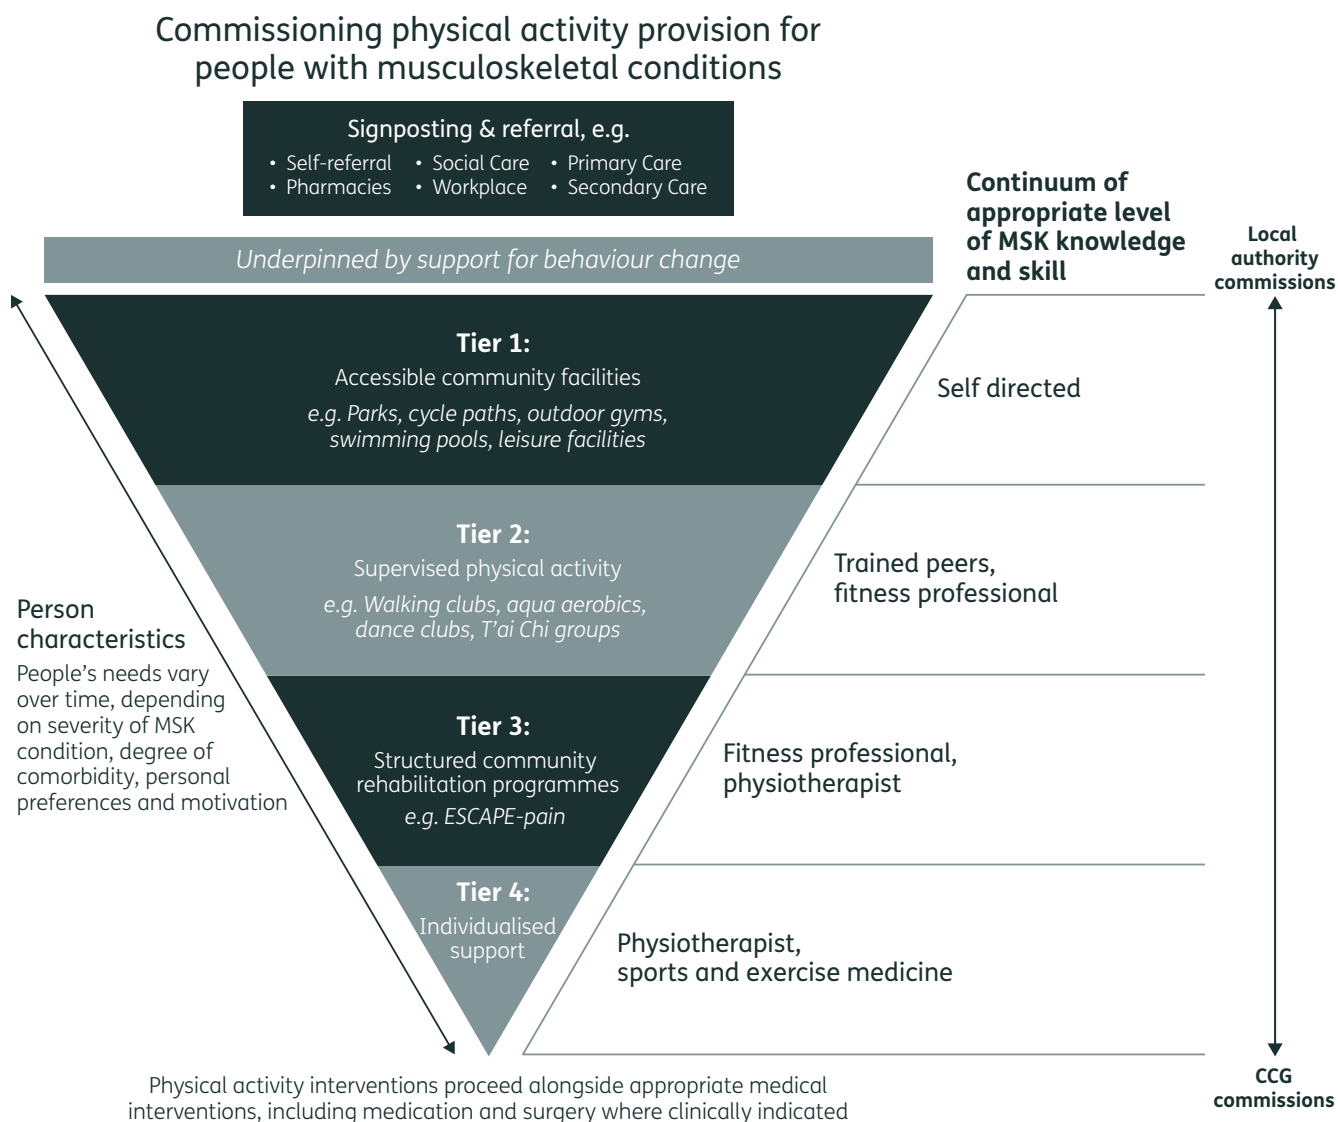 Commissioning physical activity provision for
people with musculoskeletal conditions
Signposting & referral, e.g.
• Self-referral • Social Care • Primary Care
• Pharmacies • Workplace • Secondary Care
Underpinned by support for behaviour change
Continuum of
appropriate level
of MSK knowledge
and skill
Local
authority
commissions
Tier 1:
Accessible community facilities
e.g. Parks, cycle paths, outdoor gyms,
swimming pools, leisure facilities
Self directed
Tier 2:
Supervised physical activity
e.g. Walking clubs, aqua aerobics,
dance clubs, T’ai Chi groups
Trained peers,
fitness professional
Person
characteristics
People’s needs vary
over time, depending
on severity of MSK
condition, degree of
comorbidity, personal
preferences and motivation
Tier 3:
Structured community
rehabilitation programmes
e.g. ESCAPE-pain
Fitness professional,
physiotherapist
Tier 4:
Individualised
support
Physiotherapist,
sports and exercise medicine
Physical activity interventions proceed alongside appropriate medical
interventions, including medication and surgery where clinically indicated
CCG
commissions